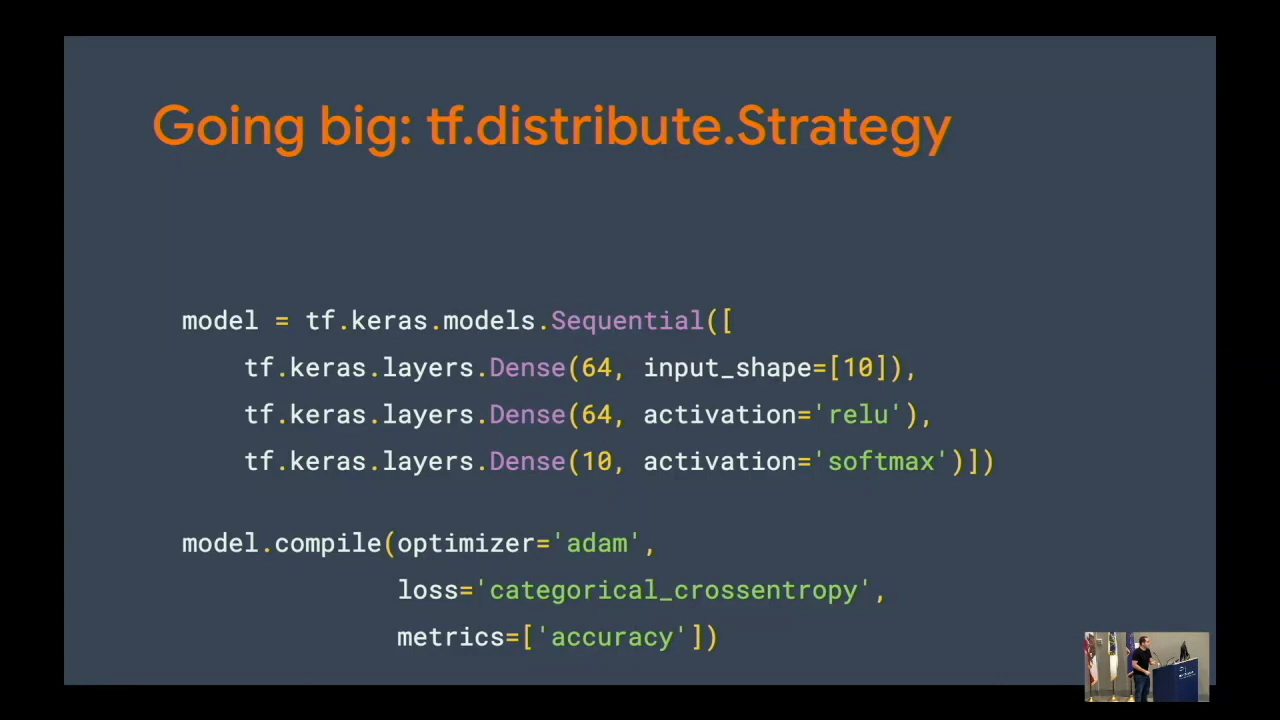 Going big: tf.distribute.Strategy
model = tf.keras.models.Sequential([
    tf.keras.layers.Dense(64, input_shape=[10]),
    tf.keras.layers.Dense(64, activation='relu'),
    tf.keras.layers.Dense(10, activation='softmax')])
model.compile(optimizer='adam',
              loss='categorical_crossentropy',
              metrics=['accuracy'])